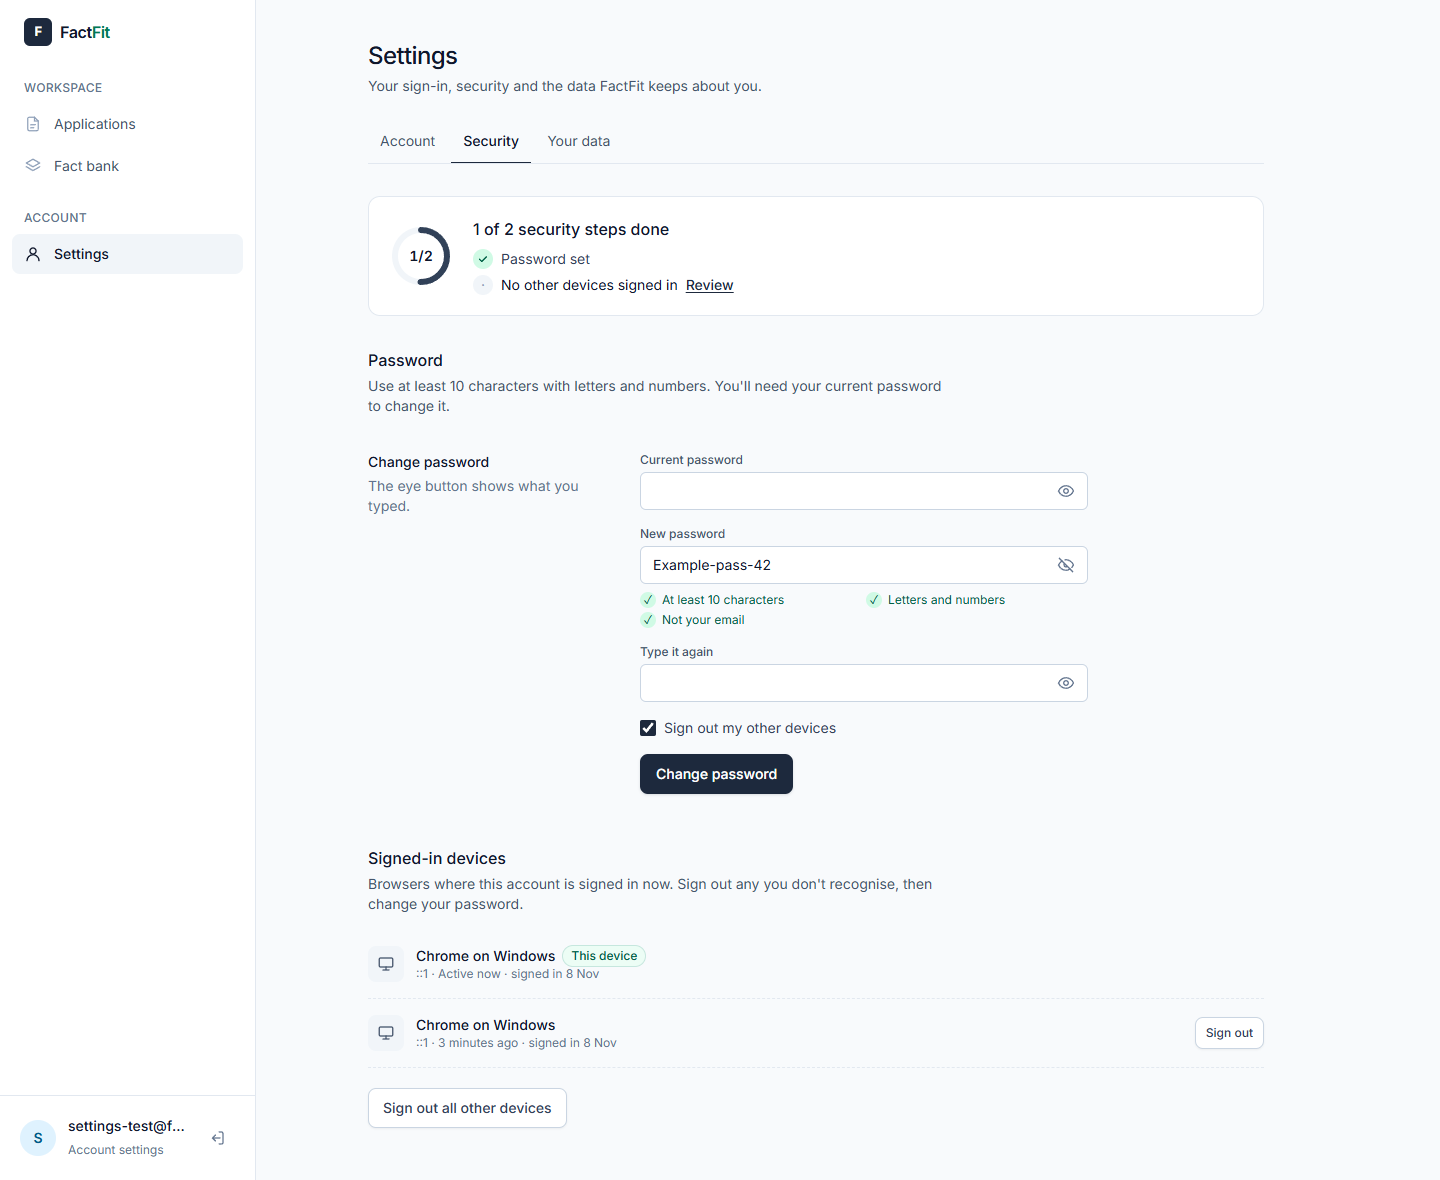 F FactFit
WORKSPACE
Applications
Fact bank
ACCOUNT
Settings
Settings
Your sign-in, security and the data FactFit keeps about you.
Account Security Your data
1/2
1 of 2 security steps done
Password set
No other devices signed in Review
Password
Use at least 10 characters with letters and numbers. You'll need your current password
to change it.
Change password
The eye button shows what you
typed.
Current password
New password
Example-pass-42
At least 10 characters
Letters and numbers
Not your email
Type it again
Sign out my other devices
Change password
Signed-in devices
Browsers where this account is signed in now. Sign out any you don't recognise, then
change your password.
Chrome on Windows This device
::1 · Active now · signed in 8 Nov
Chrome on Windows
::1 · 3 minutes ago · signed in 8 Nov
Sign out
Sign out all other devices
S
settings-test@f...
Account settings